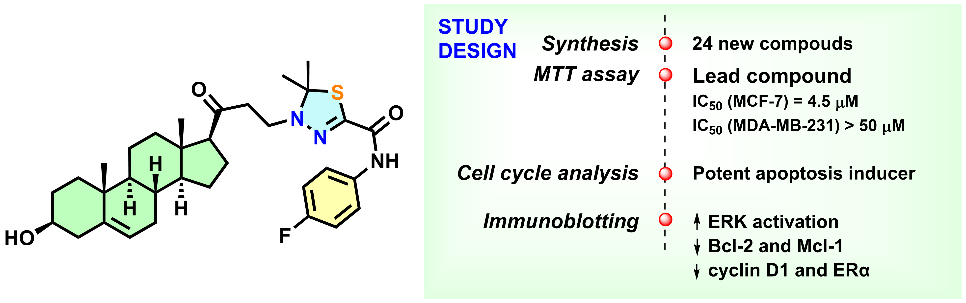 STUDY
DESIGN
Synthesis
24 new compouds
MTT assay
Lead compound
IC50 (MCF-7) = 4.5 μM
IC50 (MDA-MB-231) > 50 μM
Cell cycle analysis
Potent apoptosis inducer
Immunoblotting
↑ ERK activation
↓ Bcl-2 and Mcl-1
↓ cyclin D1 and ERα
O
S
N
N
O
NH
F
H
H
H
HO